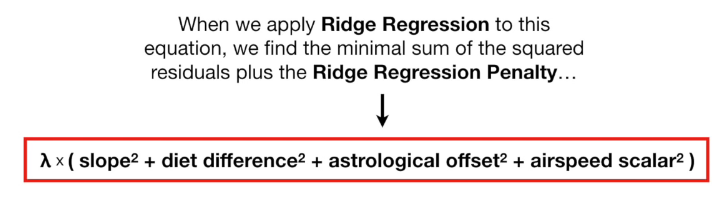 When we apply Ridge Regression to this
equation, we find the minimal sum of the squared
residuals plus the Ridge Regression Penalty…
λ × ( slope² + diet difference² + astrological offset² + airspeed scalar² )